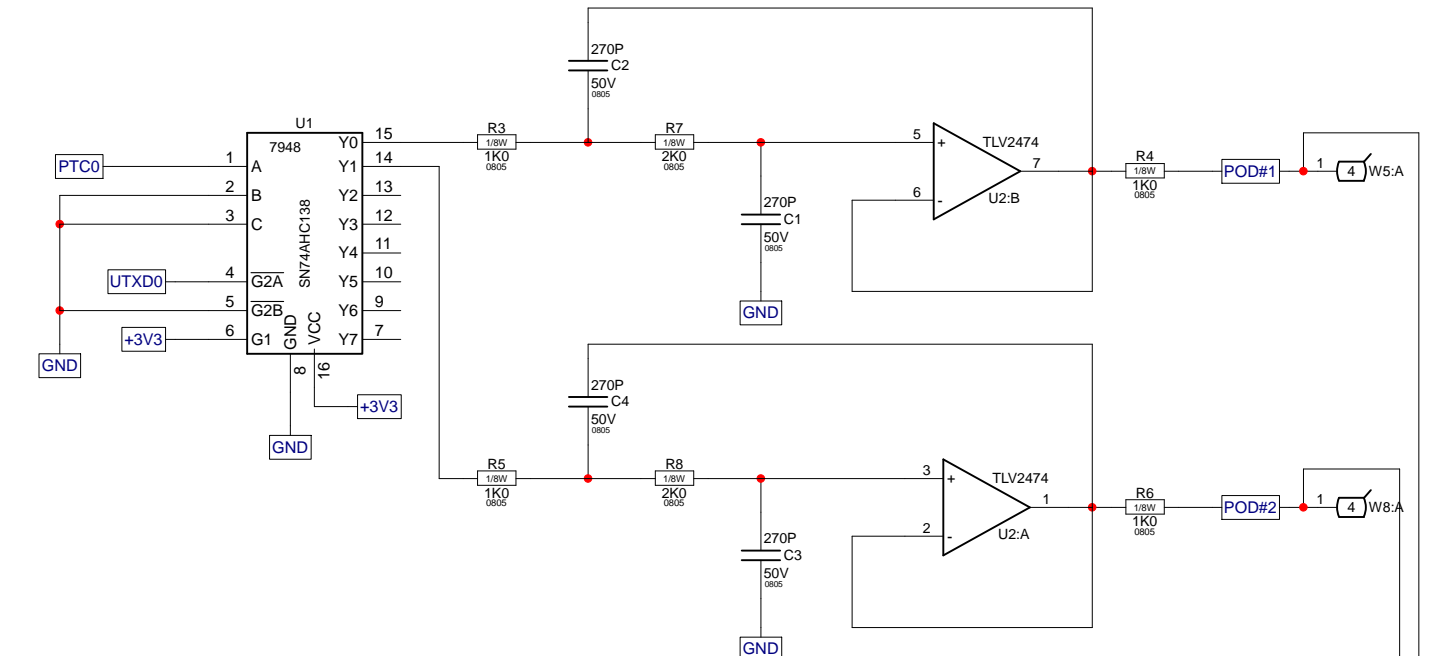 270P
C2
50V
0805
U1
7948
SN74AHC138
PTC0
1 A
2 B
3 C
UTXD0
4 G2A
5 G2B
+3V3
6 G1
GND
GND
8
VCC
16
+3V3
GND
Y0 15
Y1 14
Y2 13
Y3 12
Y4 11
Y5 10
Y6 9
Y7 7
R3
1/8W
1K0
0805
R7
1/8W
2K0
0805
270P
C1
50V
0805
GND
5 +
6 -
TLV2474
7
U2:B
R4
1/8W
1K0
0805
POD#1
1 4 W5:A
270P
C4
50V
0805
R5
1/8W
1K0
0805
R8
1/8W
2K0
0805
270P
C3
50V
0805
GND
3 +
2 -
TLV2474
1
U2:A
R6
1/8W
1K0
0805
POD#2
1 4 W8:A